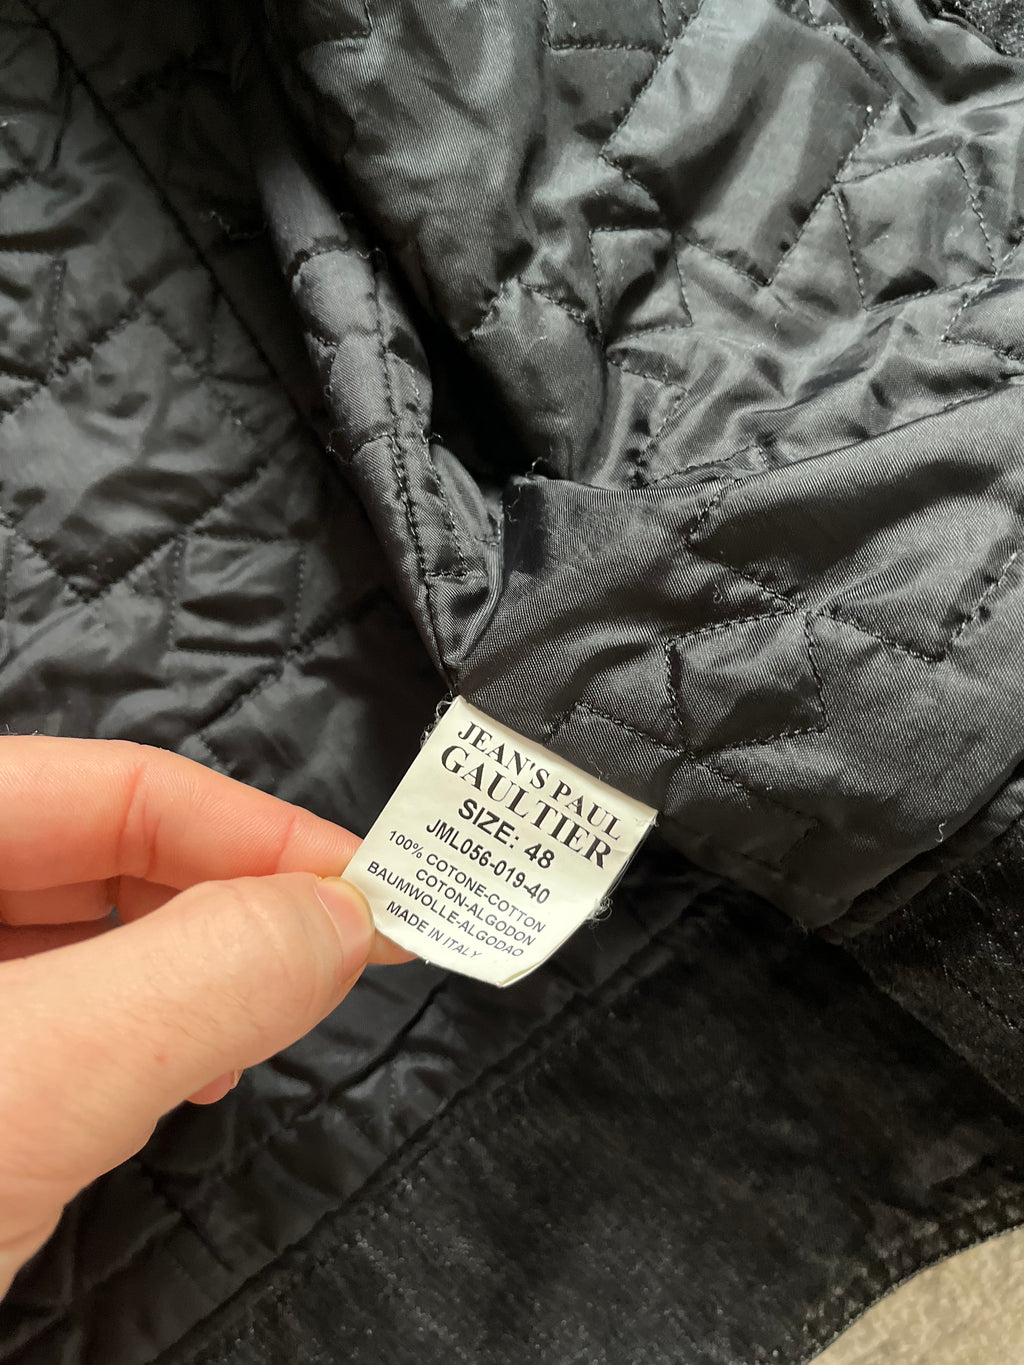 JEAN'S PAUL
GAULTIER
SIZE: 48
JML056-019-40
100% COTONE-COTTON
COTON-ALGODON
BAUMWOLLE-ALGODAO
MADE IN ITALY